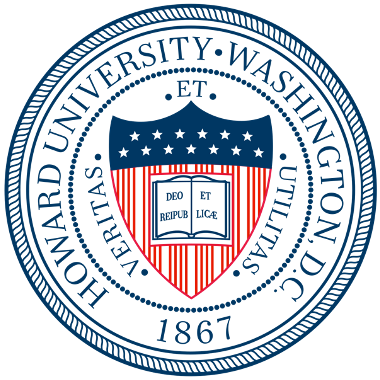 HOWARD UNIVERSITY • WASHINGTON, D.C.
1867
• VERITAS • ET • UTILITAS •
DEO ET
REIPUB LICÆ